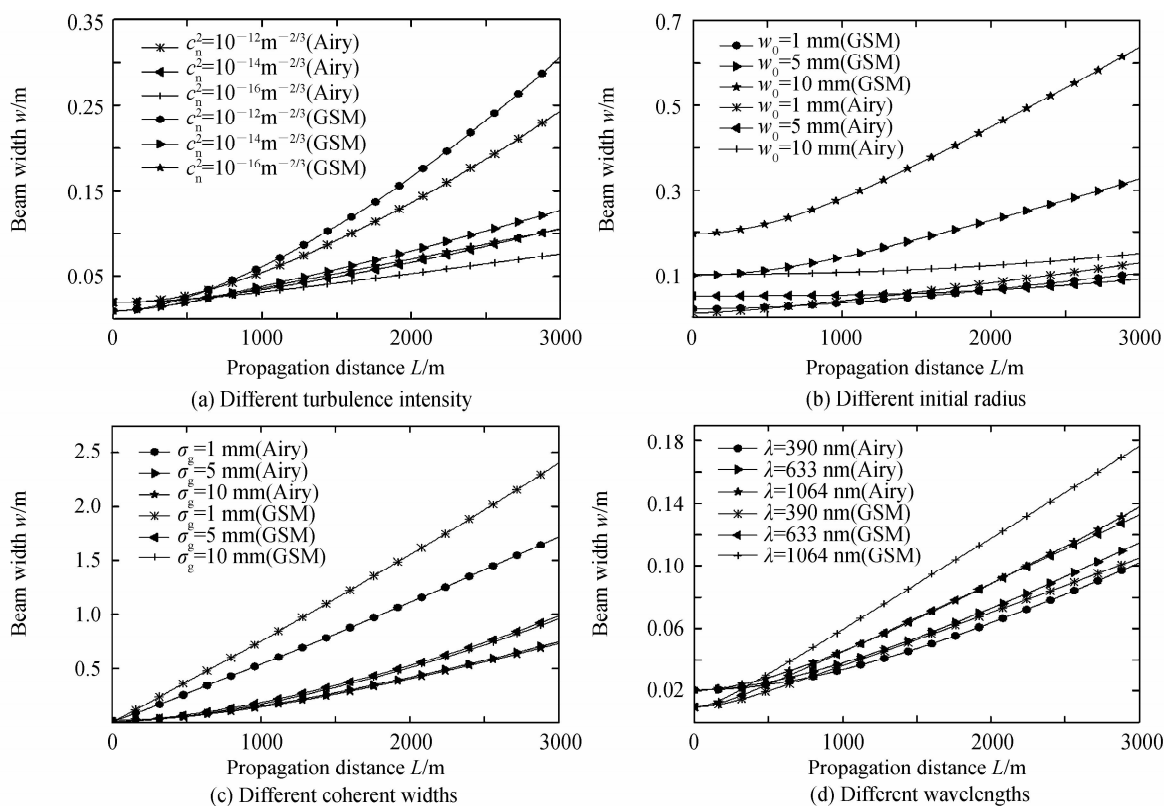 0.35
0.25
0.15
0.05
Beam width w/m
c_n^2=10^{-12}m^{-2/3}(Airy)
c_n^2=10^{-14}m^{-2/3}(Airy)
c_n^2=10^{-16}m^{-2/3}(Airy)
c_n^2=10^{-12}m^{-2/3}(GSM)
c_n^2=10^{-14}m^{-2/3}(GSM)
c_n^2=10^{-16}m^{-2/3}(GSM)
0 1000 2000 3000
Propagation distance L/m
(a) Different turbulence intensity
0.7
0.5
0.3
0.1
Beam width w/m
w_0=1 mm(GSM)
w_0=5 mm(GSM)
w_0=10 mm(GSM)
w_0=1 mm(Airy)
w_0=5 mm(Airy)
w_0=10 mm(Airy)
0 1000 2000 3000
Propagation distance L/m
(b) Different initial radius
2.5
2.0
1.5
1.0
0.5
Beam width w/m
σ_g=1 mm(Airy)
σ_g=5 mm(Airy)
σ_g=10 mm(Airy)
σ_g=1 mm(GSM)
σ_g=5 mm(GSM)
σ_g=10 mm(GSM)
0 1000 2000 3000
Propagation distance L/m
(c) Different coherent widths
0.18
0.14
0.10
0.06
0.02
Beam width w/m
λ=390 nm(Airy)
λ=633 nm(Airy)
λ=1064 nm(Airy)
λ=390 nm(GSM)
λ=633 nm(GSM)
λ=1064 nm(GSM)
0 1000 2000 3000
Propagation distance L/m
(d) Different wavelengths